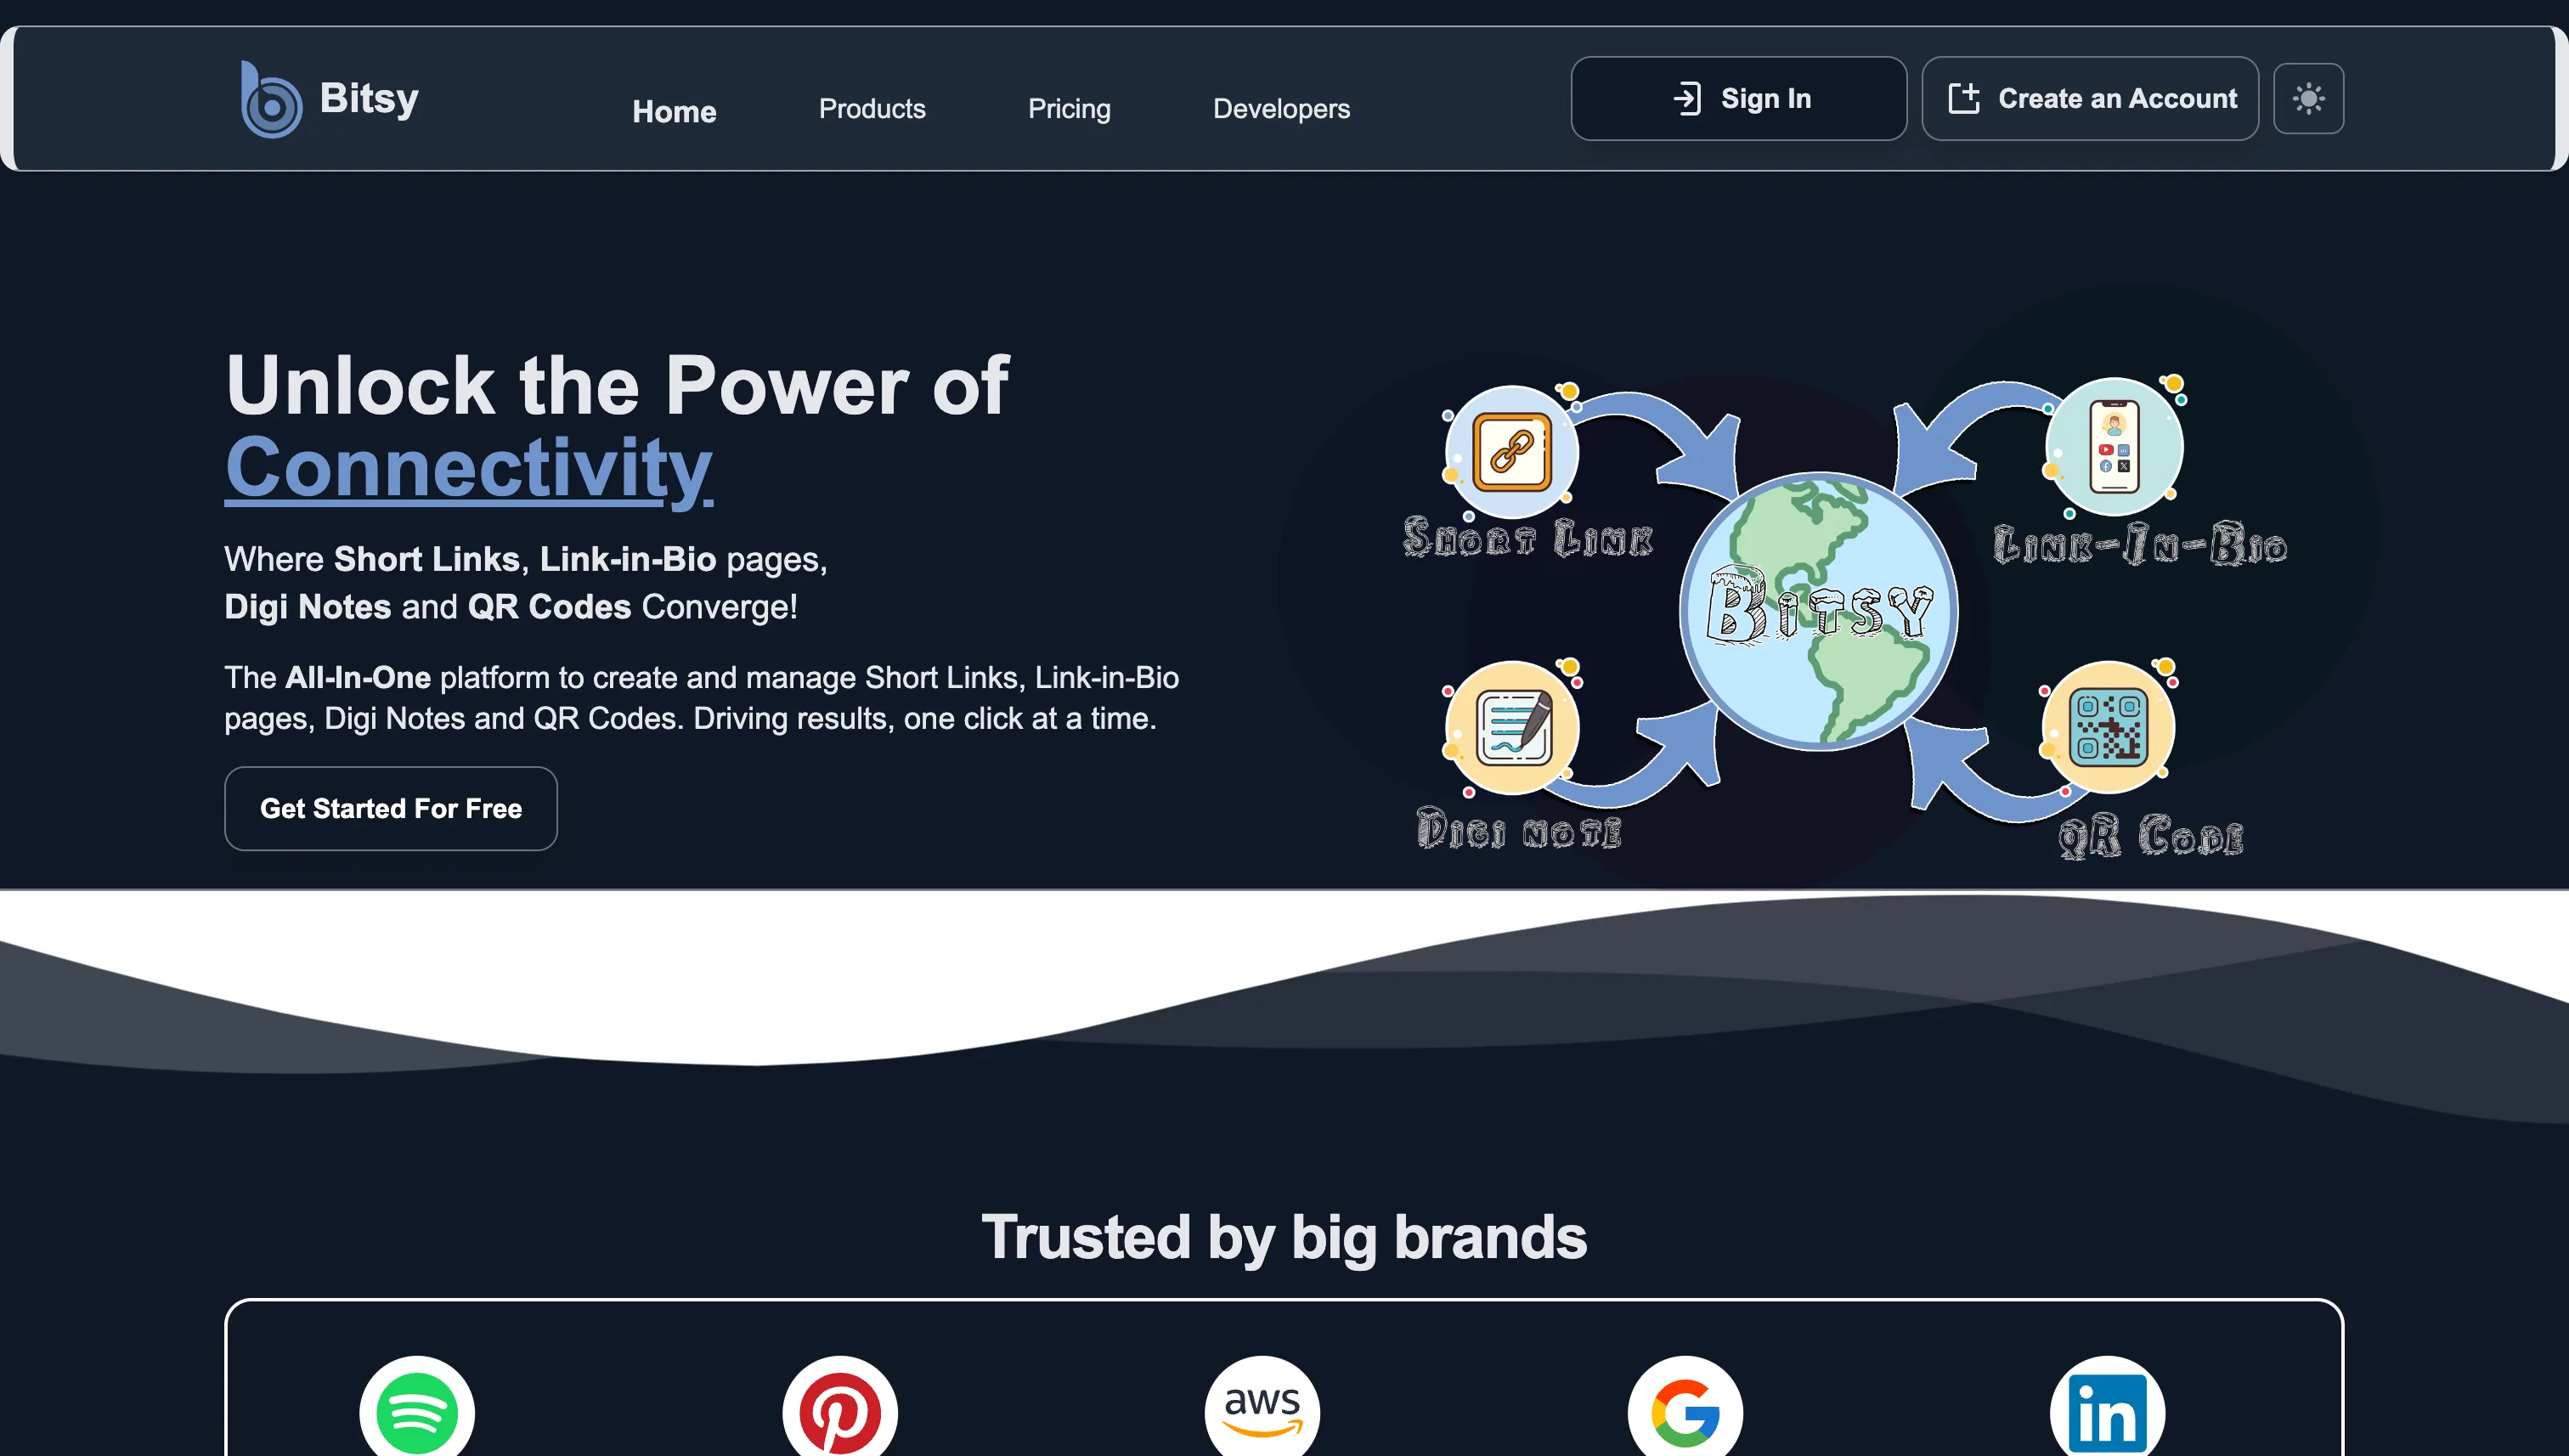 Bitsy
Home
Products
Pricing
Developers
Sign In
Create an Account
Unlock the Power of
Connectivity
Where Short Links, Link-in-Bio pages,
Digi Notes and QR Codes Converge!
The All-In-One platform to create and manage Short Links, Link-in-Bio
pages, Digi Notes and QR Codes. Driving results, one click at a time.
Get Started For Free
Short Link
Link-In-Bio
Bitsy
Digi note
QR Code
Trusted by big brands
aws
in